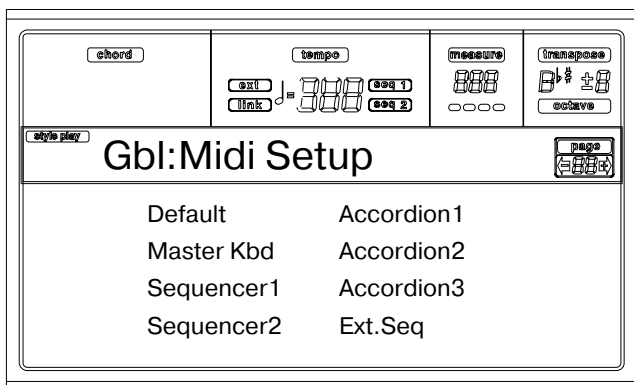 chord
tempo
measure
transpose
ext
seq 1
link
seq 2
octave
style play
Gbl:Midi Setup
page
Default
Accordion1
Master Kbd
Accordion2
Sequencer1
Accordion3
Sequencer2
Ext.Seq